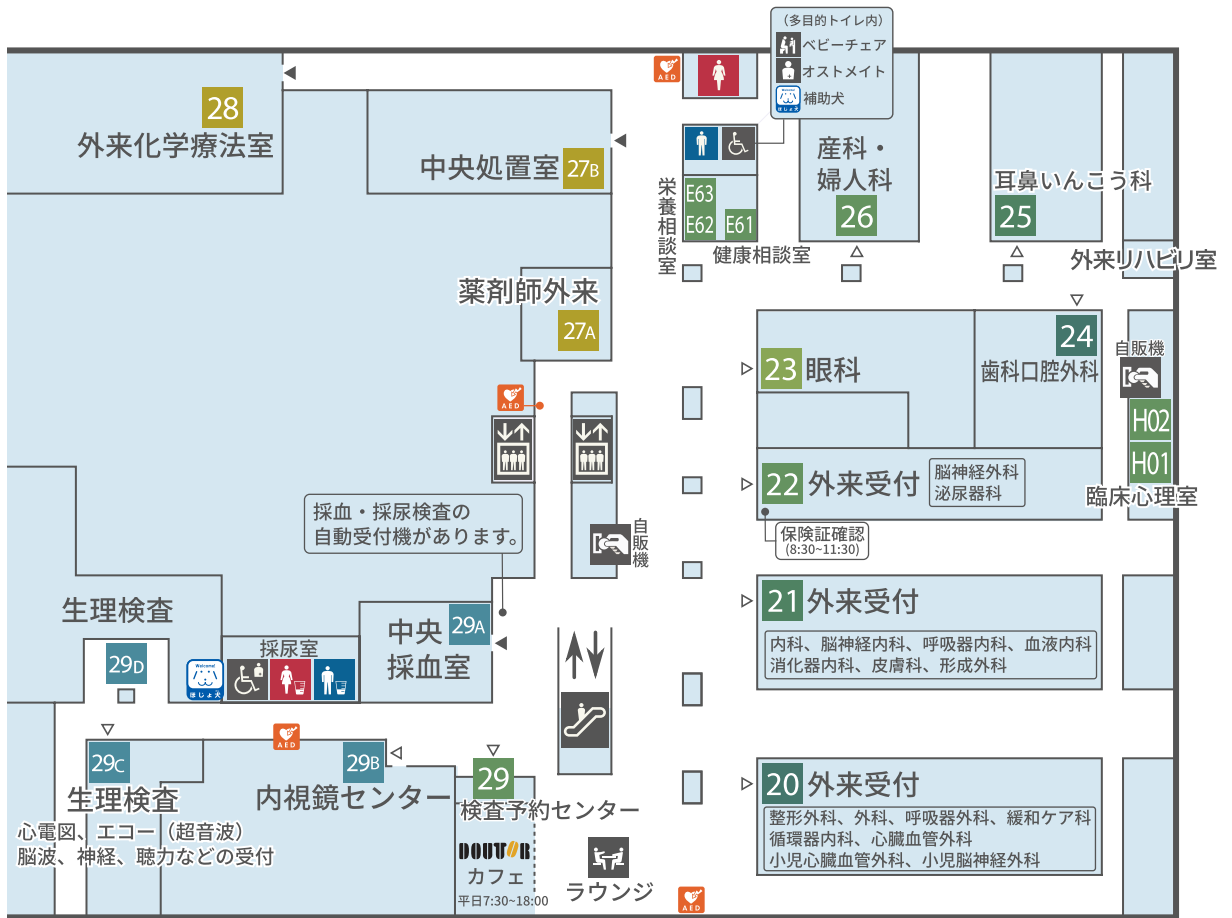 （多目的トイレ内）
ベビーチェア
オストメイト
Welcome!
ほじょ犬
補助犬
AED
28
外来化学療法室
中央処置室
27B
栄養相談室
E63
E62
E61
健康相談室
産科・
婦人科
26
耳鼻いんこう科
25
外来リハビリ室
薬剤師外来
27A
23
眼科
24
歯科口腔外科
自販機
H02
H01
臨床心理室
AED
22
外来受付
脳神経外科
泌尿器科
保険証確認
(8:30~11:30)
採血・採尿検査の
自動受付機があります。
自販機
21
外来受付
内科、脳神経内科、呼吸器内科、血液内科
消化器内科、皮膚科、形成外科
生理検査
29D
採尿室
Welcome!
ほじょ犬
中央
採血室
29A
AED
29C
生理検査
心電図、エコー（超音波）
脳波、神経、聴力などの受付
29B
内視鏡センター
29
検査予約センター
DOUTOR
カフェ
平日7:30~18:00
ラウンジ
AED
20
外来受付
整形外科、外科、呼吸器外科、緩和ケア科
循環器内科、心臓血管外科
小児心臓血管外科、小児脳神経外科